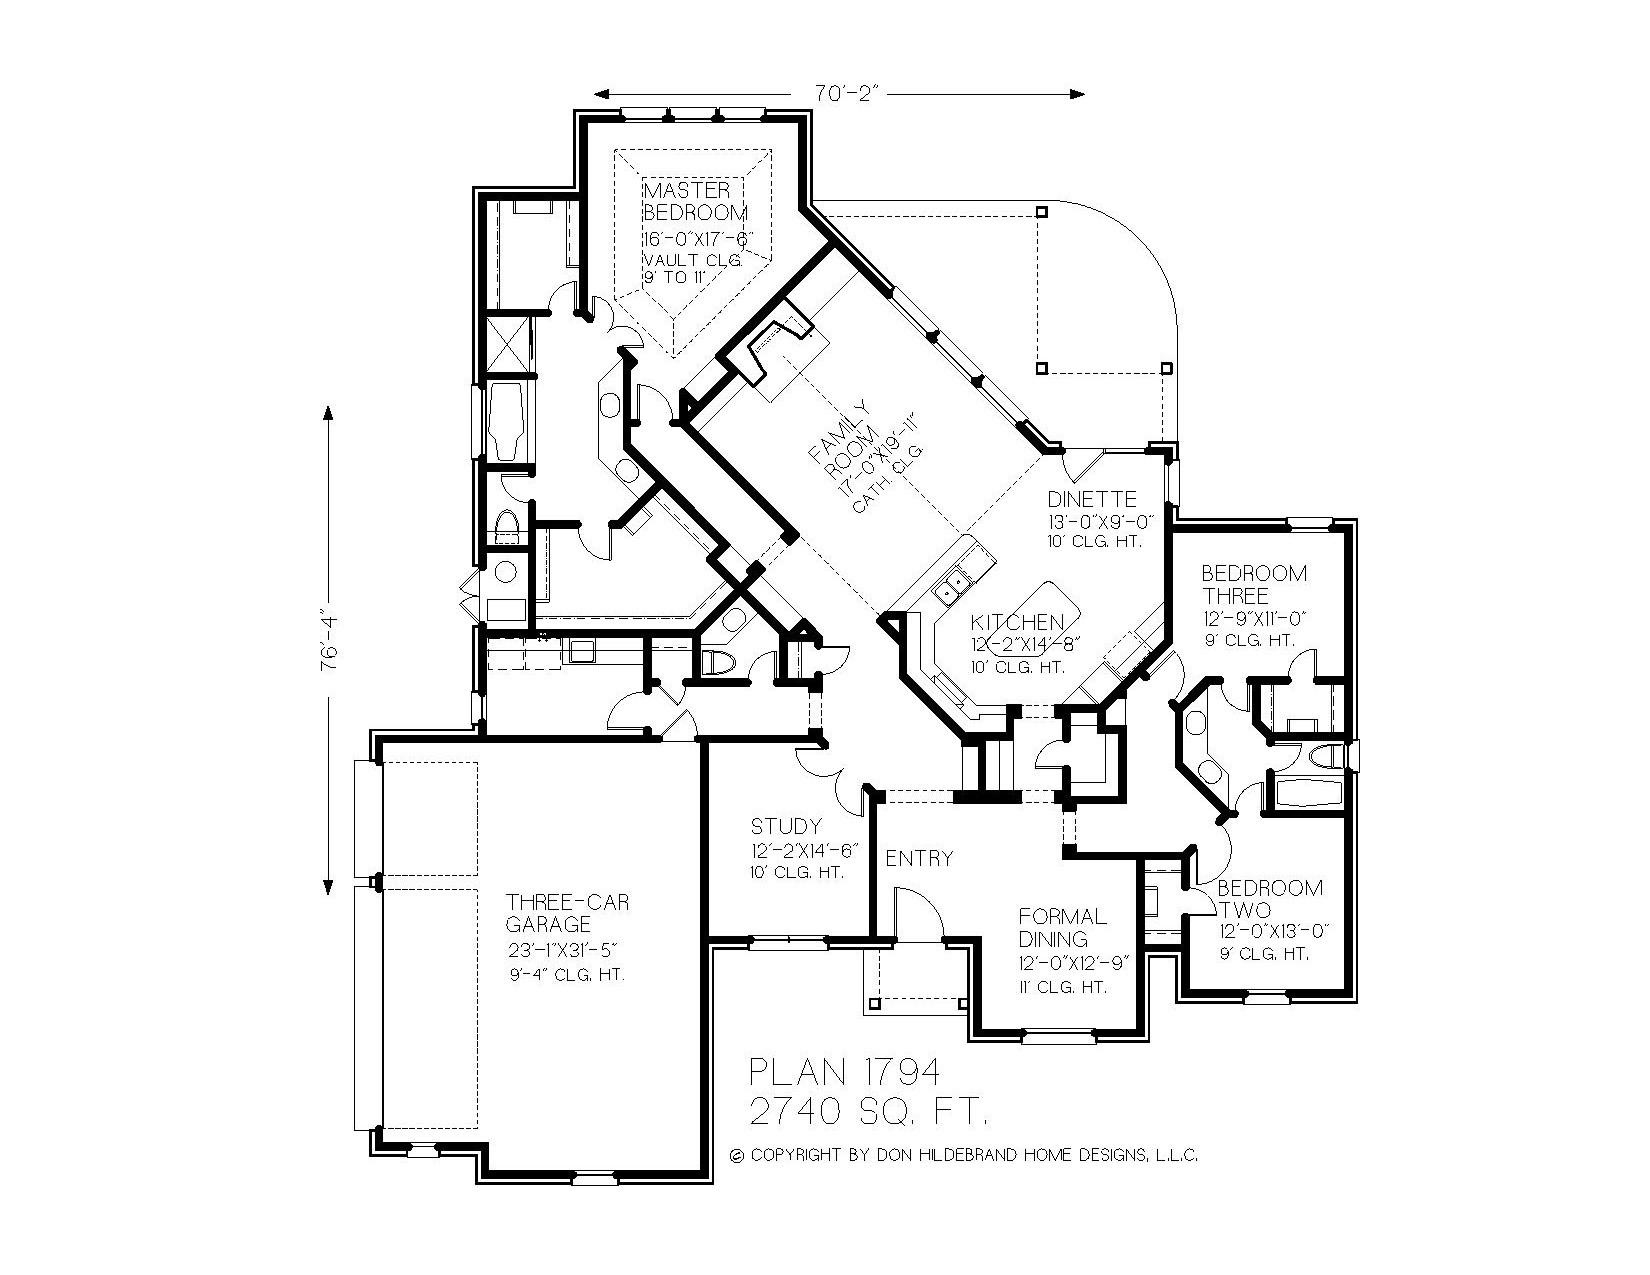 70'-2"
MASTER
BEDROOM
16'-0"X17'-6"
VAULT CLG.
9' TO 11'
FAMILY
ROOM
17'-0"X19'-11"
CATH. CLG.
DINETTE
13'-0"X9'-0"
10' CLG. HT.
BEDROOM
THREE
12'-9"X11'-0"
9' CLG. HT.
KITCHEN
12'-2"X14'-8"
10' CLG. HT.
76'-4"
STUDY
12'-2"X14'-6"
10' CLG. HT.
ENTRY
THREE-CAR
GARAGE
23'-1"X31'-5"
9'-4" CLG. HT.
FORMAL
DINING
12'-0"X12'-9"
11' CLG. HT.
BEDROOM
TWO
12'-0"X13'-0"
9' CLG. HT.
PLAN 1794
2740 SQ. FT.
© COPYRIGHT BY DON HILDEBRAND HOME DESIGNS, L.L.C.